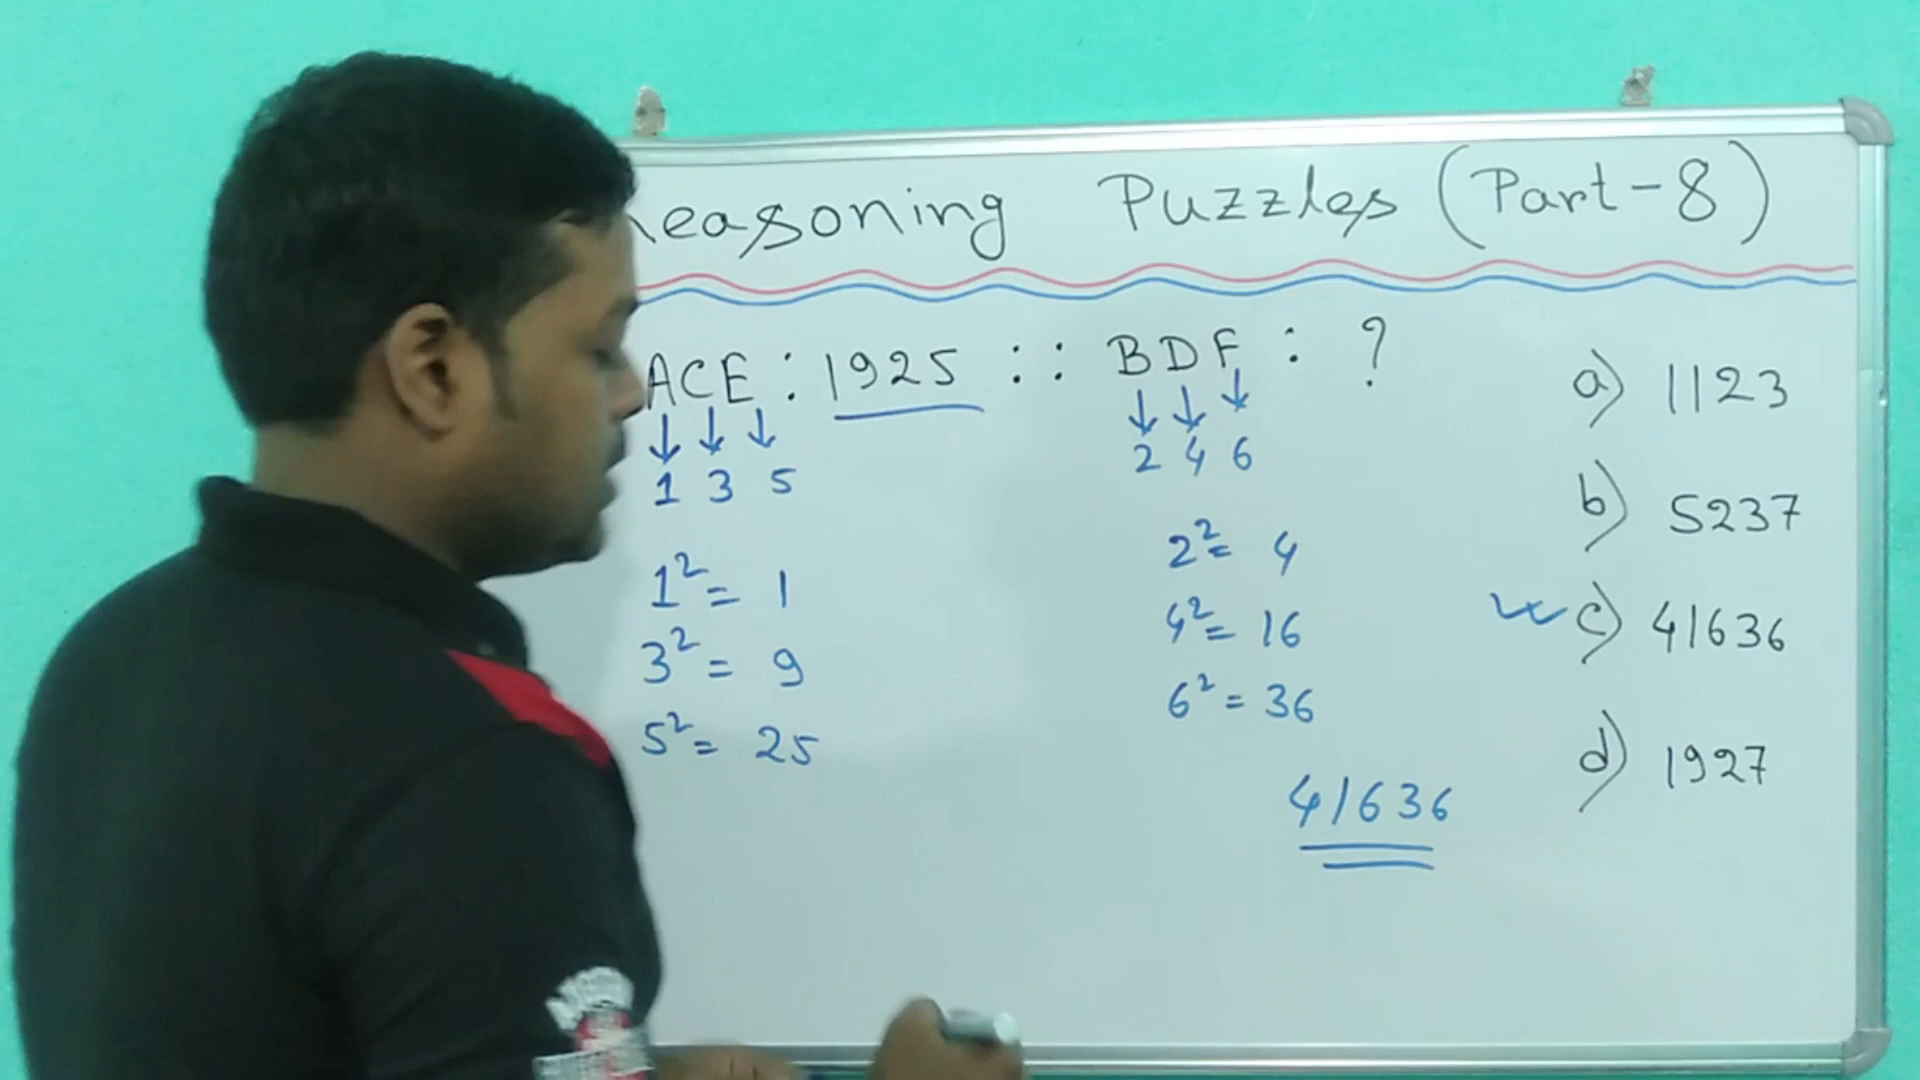 Reasoning Puzzles (Part-8)
ACE : 1925 :: BDF : ?
1 3 5
1² = 1
3² = 9
5² = 25
2 4 6
2² = 4
4² = 16
6² = 36
41636
a) 1123
b) 5237
c) 41636
d) 1927